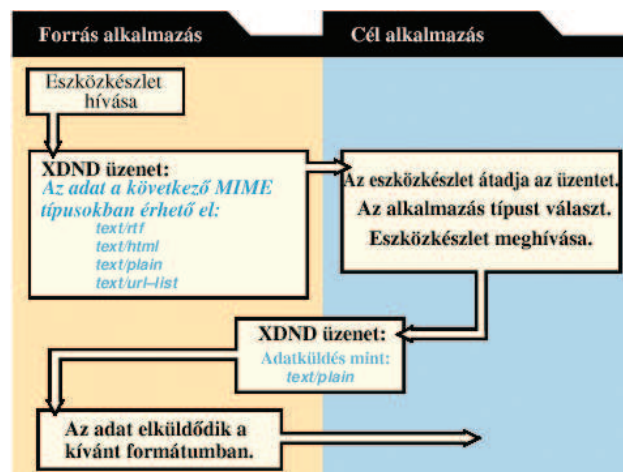 Forrás alkalmazás
Cél alkalmazás
Eszközkészlet
hívása
XDND üzenet:
Az adat a következő MIME
típusokban érhető el:
text/rtf
text/html
text/plain
text/url–list
Az eszközkészlet átadja az üzentet.
Az alkalmazás típust választ.
Eszközkészlet meghívása.
XDND üzenet:
Adatküldés mint:
text/plain
Az adat elküldődik a
kívánt formátumban.